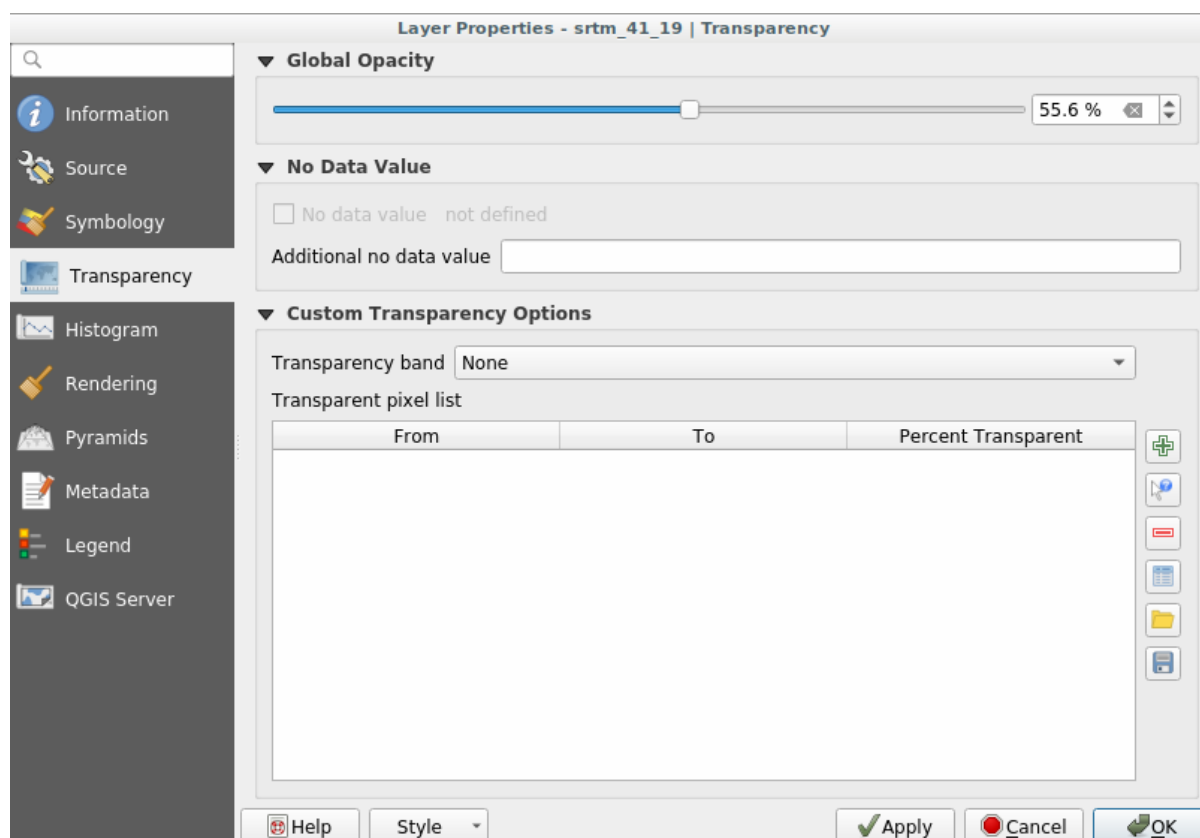 Layer Properties - srtm_41_19 | Transparency
Information
Source
Symbology
Transparency
Histogram
Rendering
Pyramids
Metadata
Legend
QGIS Server
Global Opacity
55.6 %
No Data Value
No data value not defined
Additional no data value
Custom Transparency Options
Transparency band None
Transparent pixel list
From To Percent Transparent
Help Style Apply Cancel OK